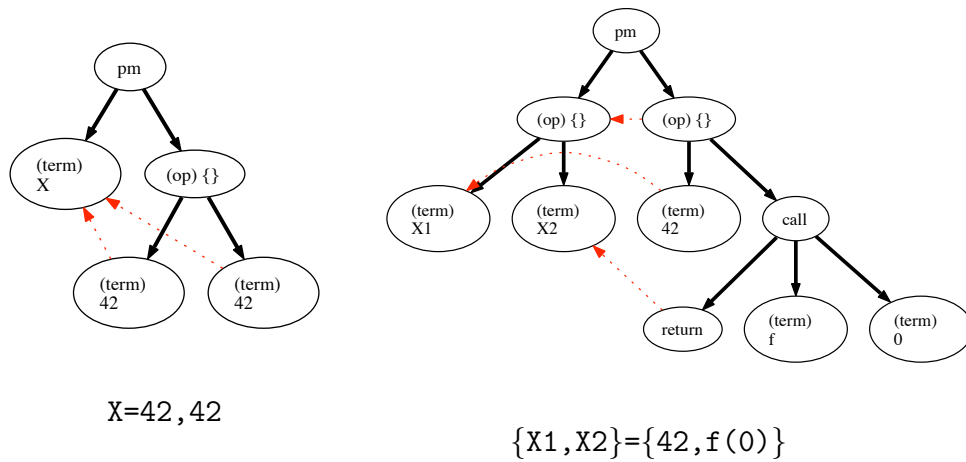 pm
(term)
X
(op) {}
(term)
42
(term)
42
X=42,42
pm
(op) {}
(op) {}
(term)
X1
(term)
X2
(term)
42
call
return
(term)
f
(term)
0
{X1,X2}={42,f(0)}